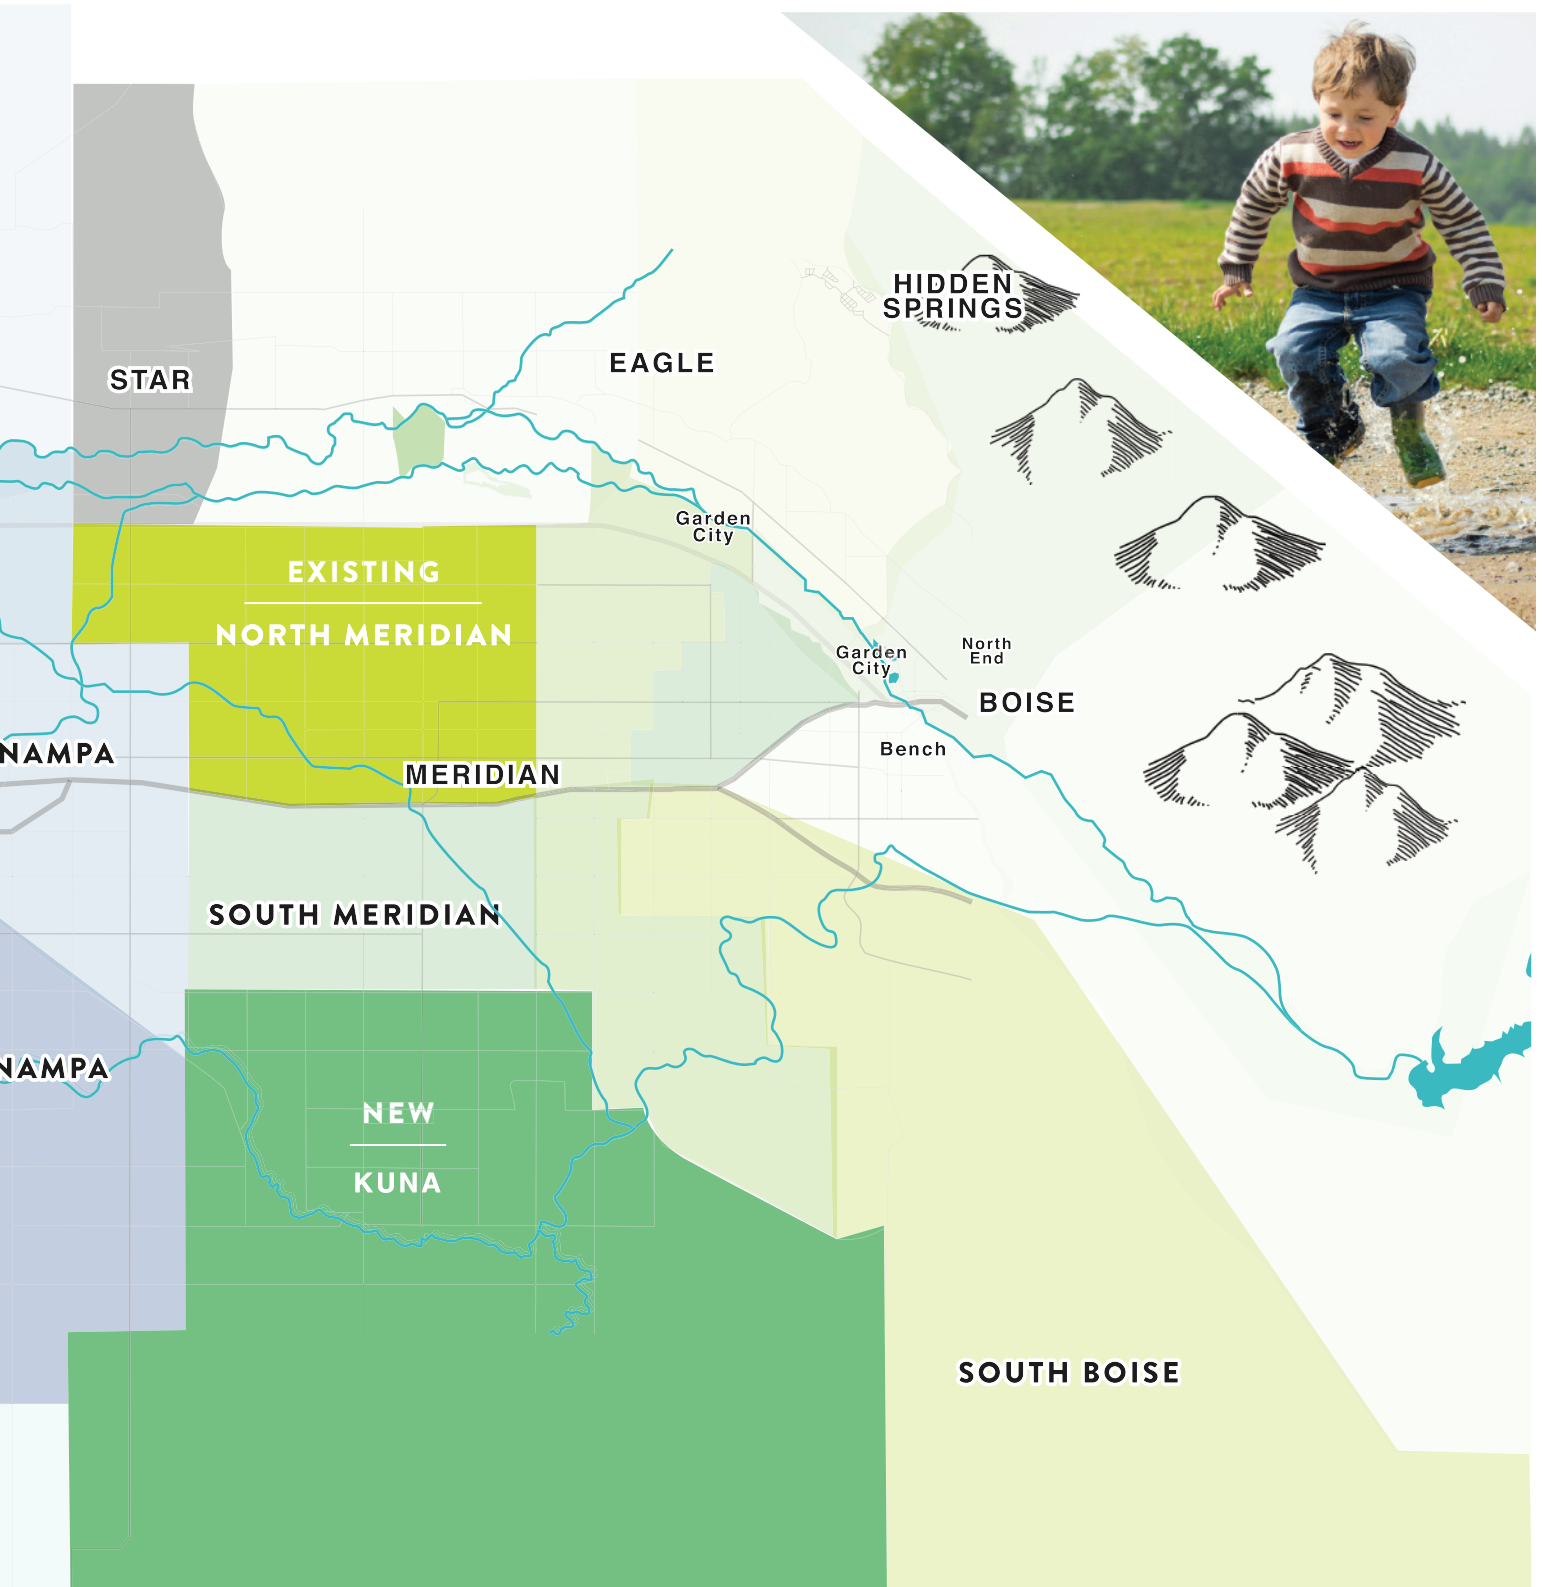 HIDDEN
SPRINGS
EAGLE
STAR
Garden
City
EXISTING
NORTH MERIDIAN
Garden
City
North
End
BOISE
Bench
NAMPA
MERIDIAN
SOUTH MERIDIAN
NAMPA
NEW
KUNA
SOUTH BOISE